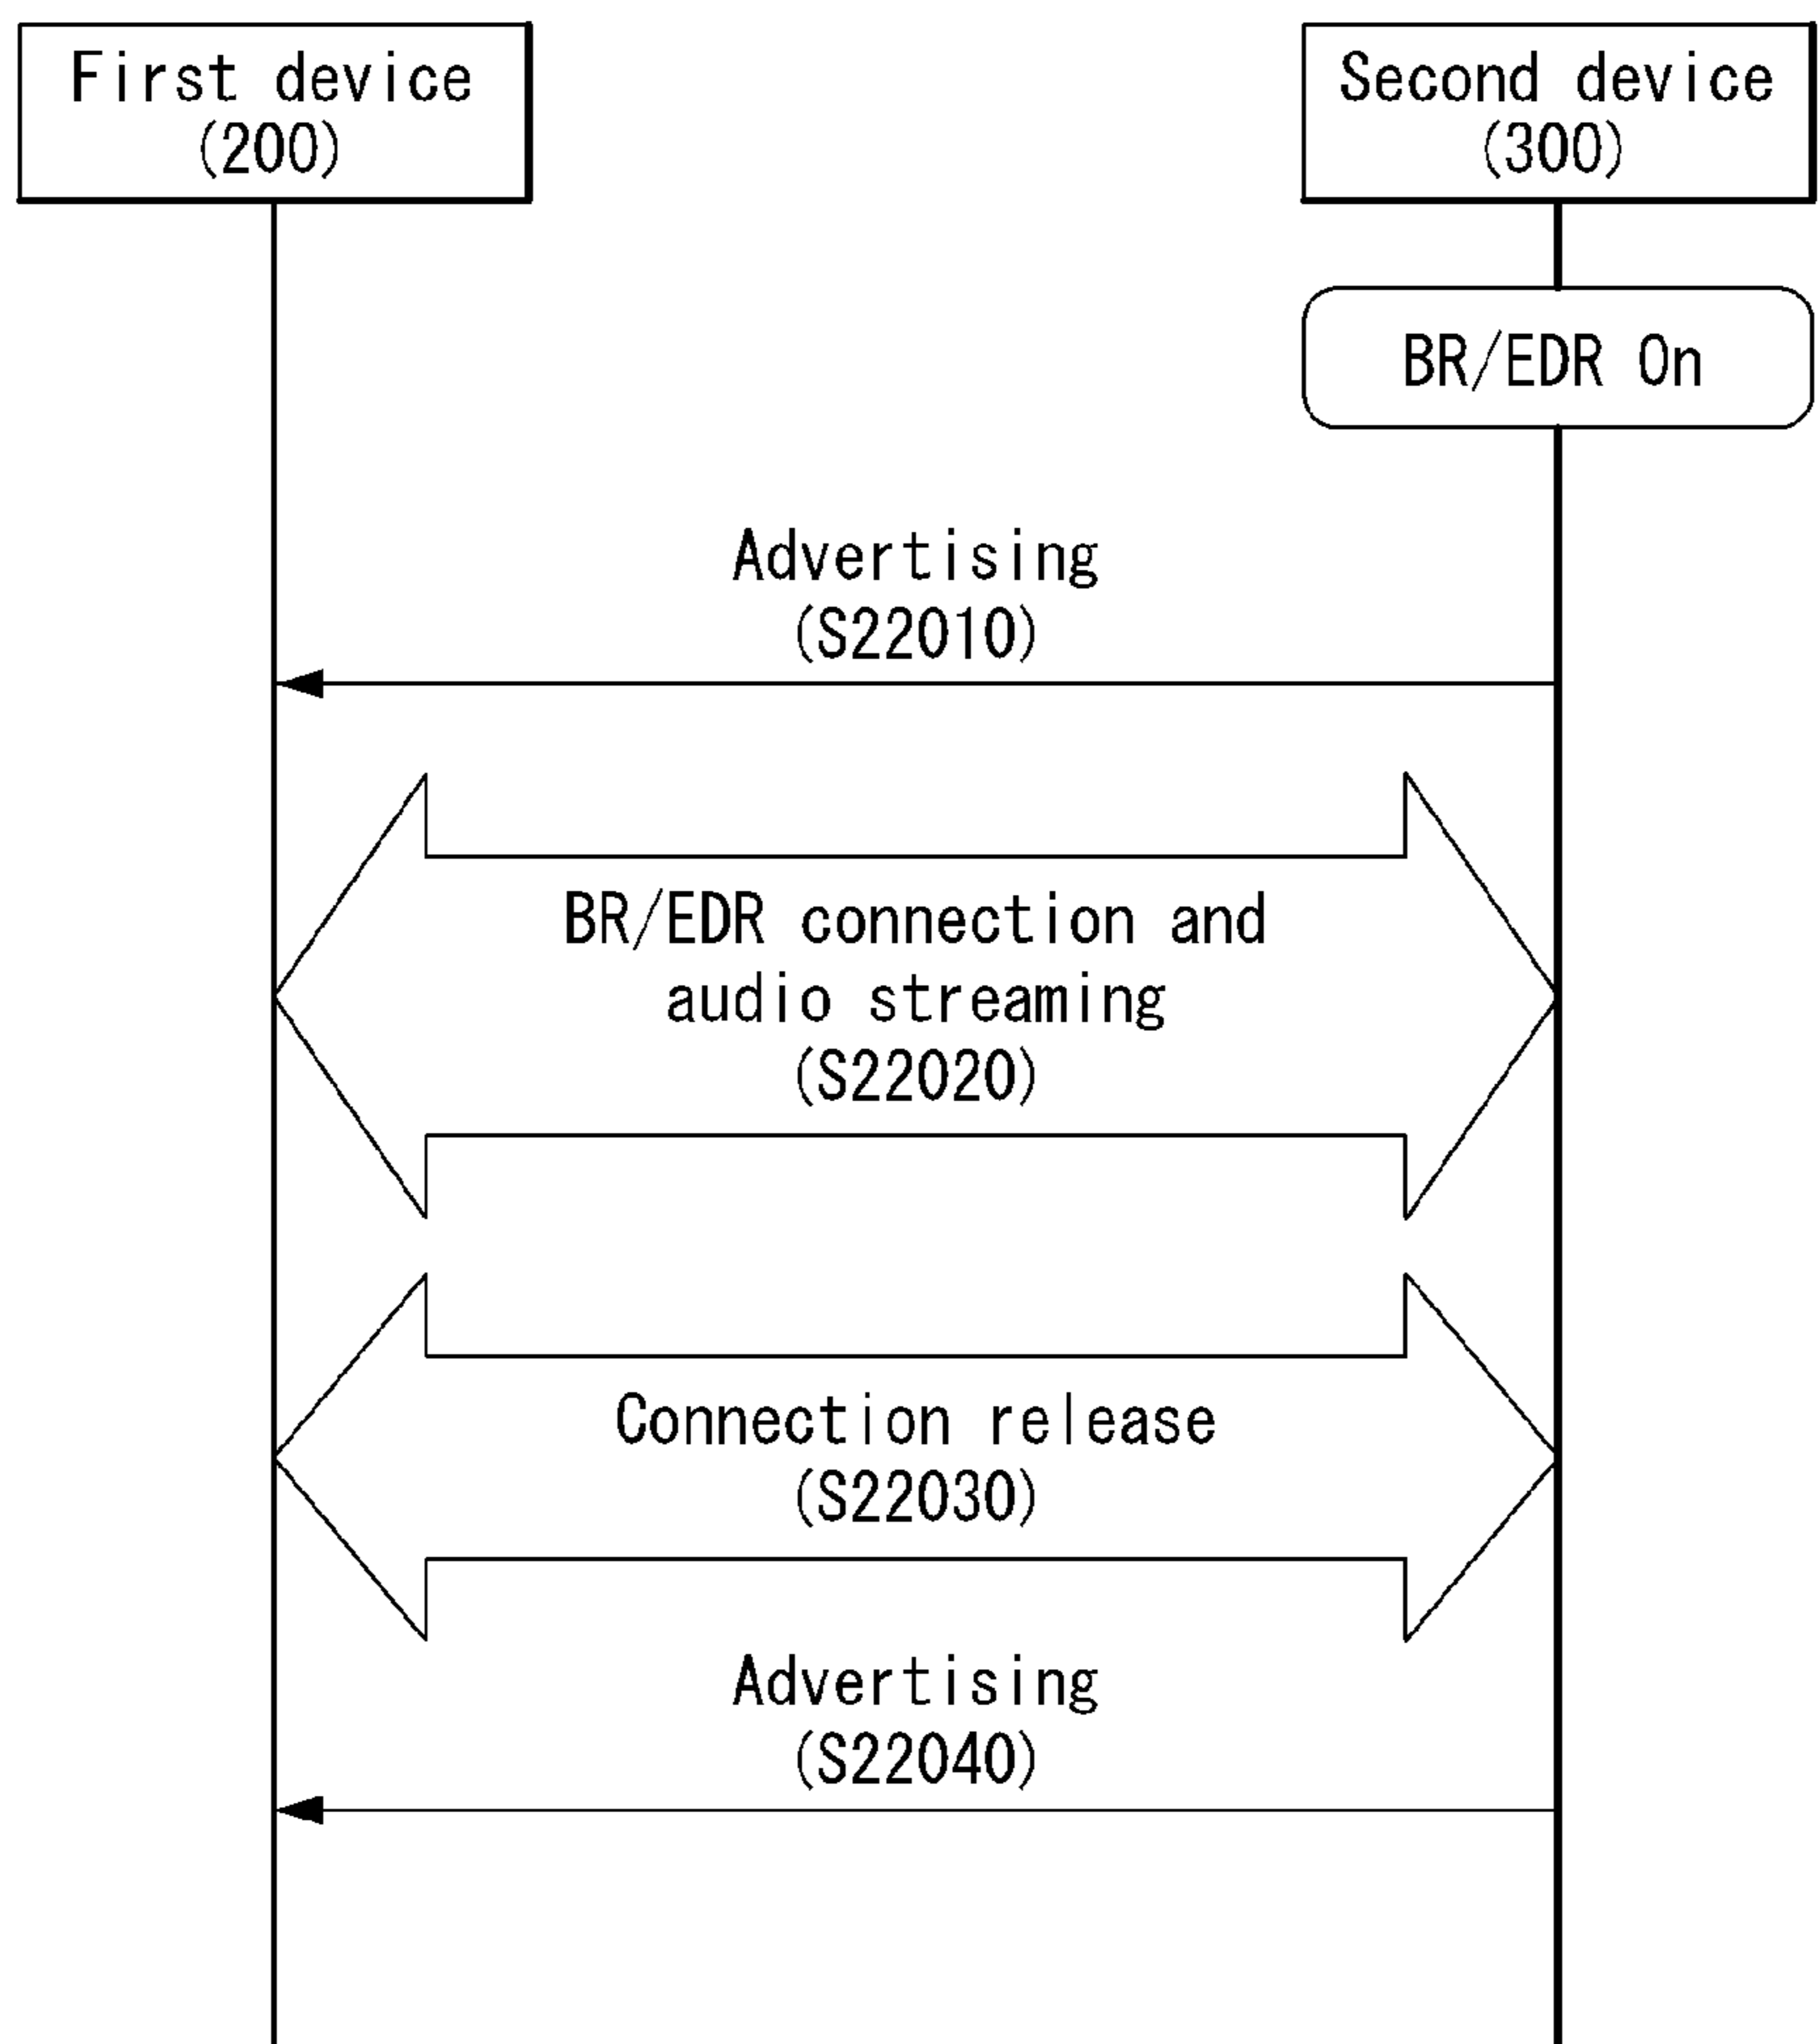 First device
(200)
Second device
(300)
BR/EDR On
Advertising
(S22010)
BR/EDR connection and
audio streaming
(S22020)
Connection release
(S22030)
Advertising
(S22040)